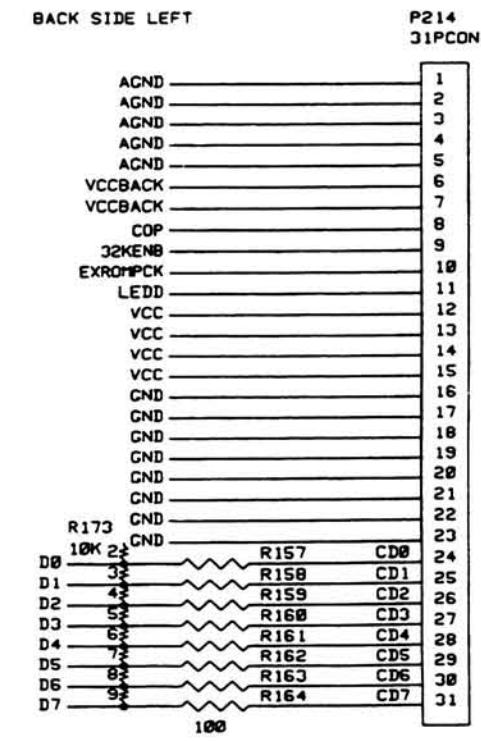 BACK SIDE LEFT P214
31PCON
AGND 1
AGND 2
AGND 3
AGND 4
AGND 5
VCCBACK 6
VCCBACK 7
COP 8
32KENB 9
EXROMPCK 10
LEDD 11
VCC 12
VCC 13
VCC 14
VCC 15
GND 16
GND 17
GND 18
GND 19
GND 20
GND 21
GND 22
R173
GND 23
10K
D0 2 R157 CD0 24
D1 3 R158 CD1 25
D2 4 R159 CD2 26
D3 5 R160 CD3 27
D4 6 R161 CD4 28
D5 7 R162 CD5 29
D6 8 R163 CD6 30
D7 9 R164 CD7 31
100